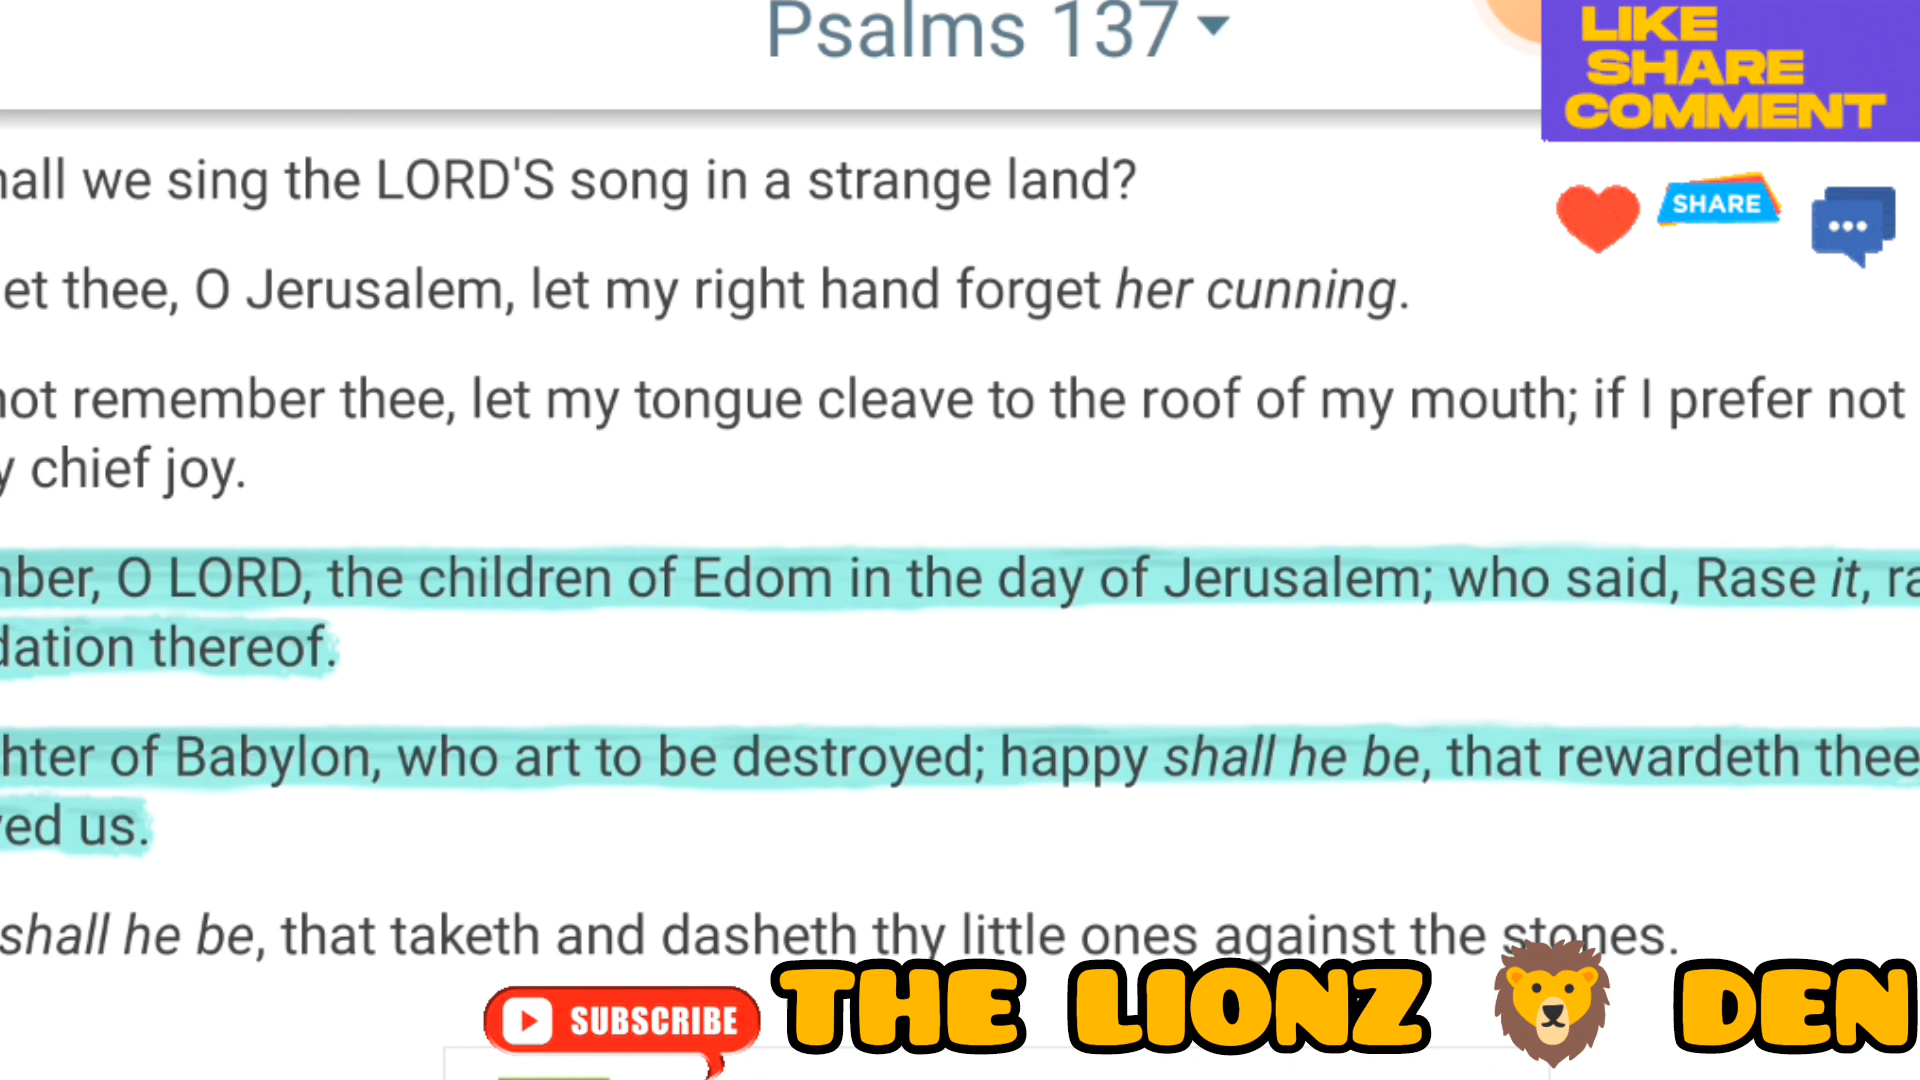 Psalms 137
LIKE
SHARE
COMMENT
SHARE
hall we sing the LORD'S song in a strange land?
et thee, O Jerusalem, let my right hand forget her cunning.
not remember thee, let my tongue cleave to the roof of my mouth; if I prefer not
y chief joy.
nber, O LORD, the children of Edom in the day of Jerusalem; who said, Rase it, ra
dation thereof.
hter of Babylon, who art to be destroyed; happy shall he be, that rewardeth thee
ved us.
shall he be, that taketh and dasheth thy little ones against the stones.
SUBSCRIBE
THE LIONZ DEN